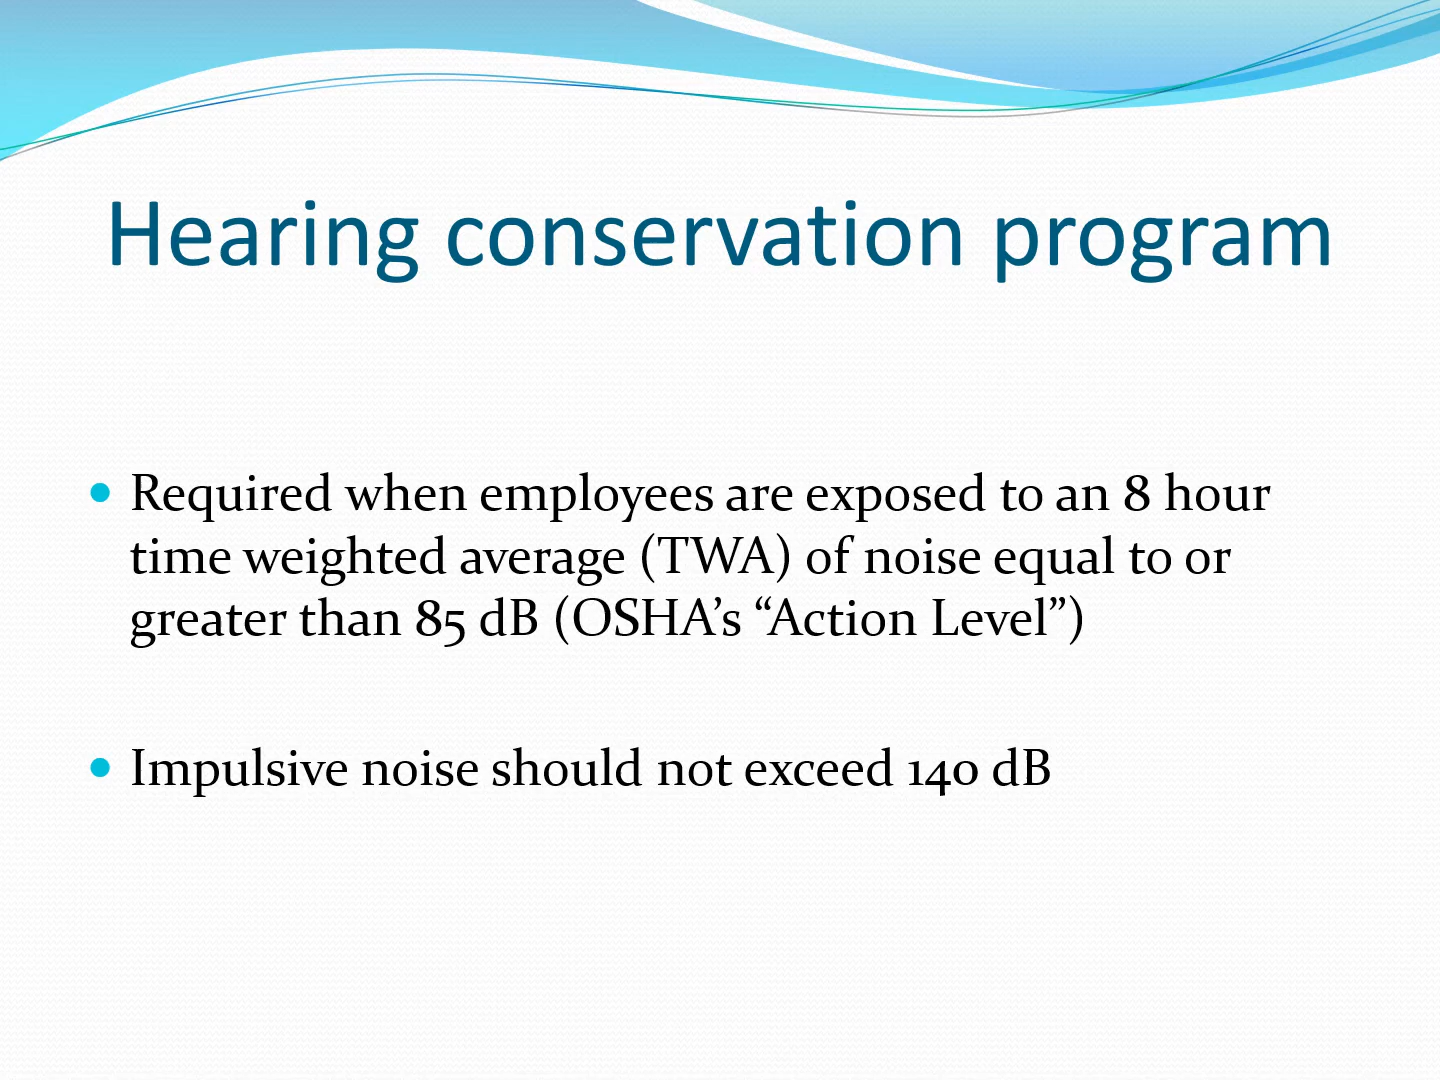 Hearing conservation program
• Required when employees are exposed to an 8 hour
time weighted average (TWA) of noise equal to or
greater than 85 dB (OSHA’s “Action Level”)
• Impulsive noise should not exceed 140 dB